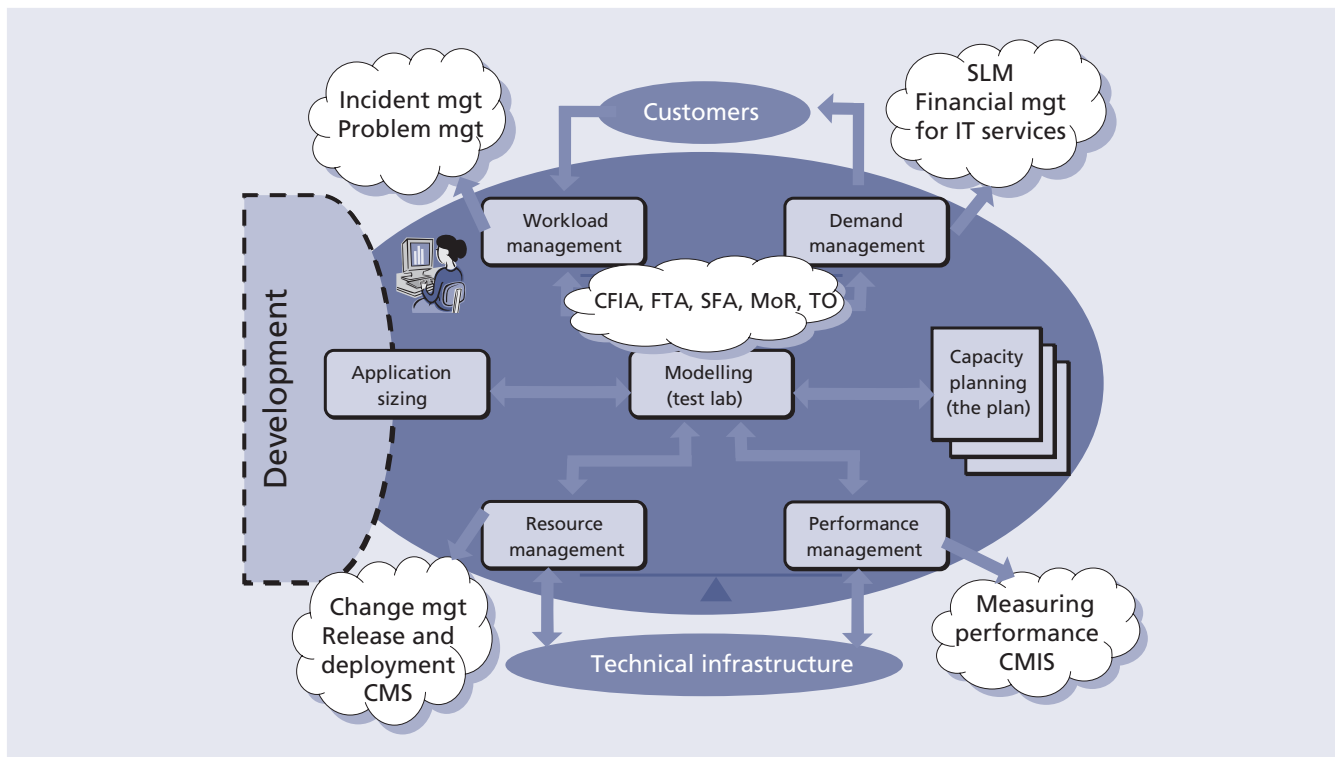 Incident mgt
Problem mgt
Customers
SLM
Financial mgt
for IT services
Workload
management
Demand
management
CFIA, FTA, SFA, MoR, TO
Development
Application
sizing
Modelling
(test lab)
Capacity
planning
(the plan)
Resource
management
Performance
management
Change mgt
Release and
deployment
CMS
Technical infrastructure
Measuring
performance
CMIS